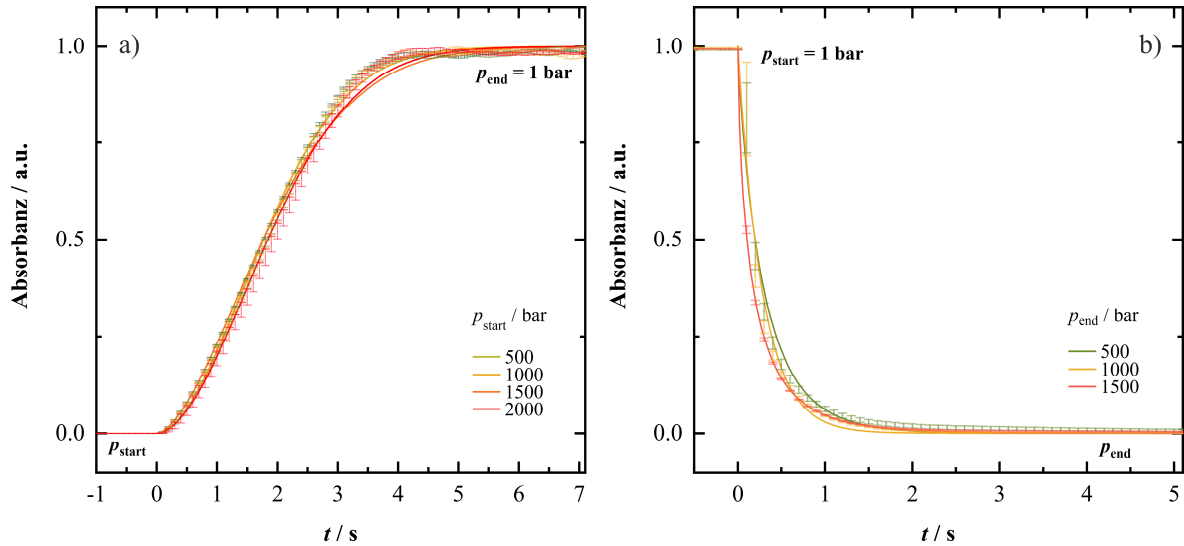 a)
p_end = 1 bar
p_start / bar
500
1000
1500
2000
p_start
1.0
0.5
0.0
Absorbanz / a.u.
-1 0 1 2 3 4 5 6 7
t / s
b)
p_start = 1 bar
p_end / bar
500
1000
1500
p_end
1.0
0.5
0.0
Absorbanz / a.u.
0 1 2 3 4 5
t / s